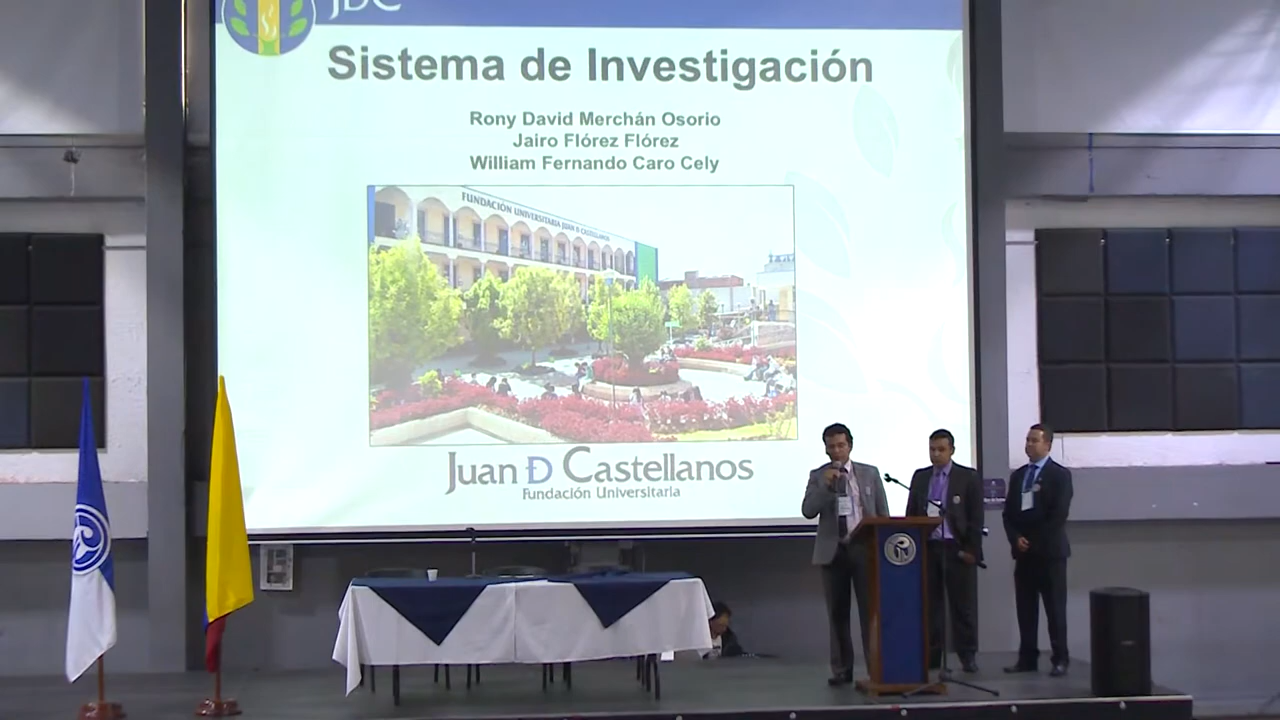 JDC
Sistema de Investigación
Rony David Merchán Osorio
Jairo Flórez Flórez
William Fernando Caro Cely
FUNDACIÓN UNIVERSITARIA JUAN D CASTELLANOS
Juan D Castellanos
Fundación Universitaria